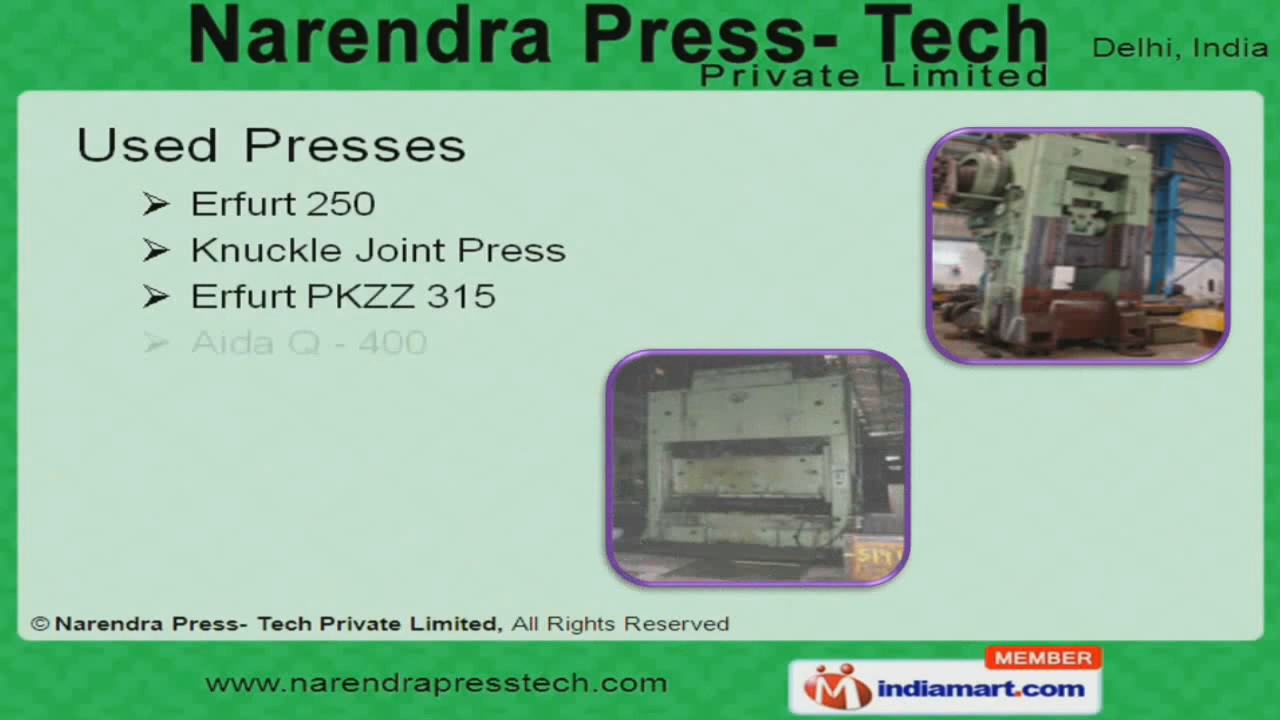 Narendra Press- Tech
Private Limited
Delhi, India
Used Presses
➢ Erfurt 250
➢ Knuckle Joint Press
➢ Erfurt PKZZ 315
➢ Aida Q - 400
© Narendra Press- Tech Private Limited, All Rights Reserved
www.narendrapresstech.com
MEMBER
indiamart.com